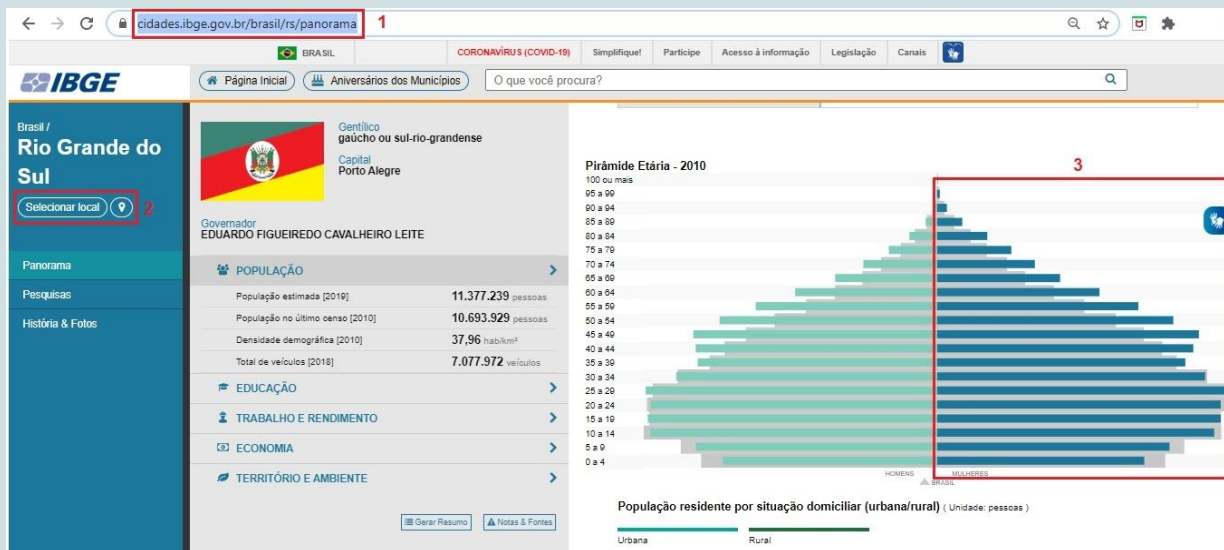 cidades.ibge.gov.br/brasil/rs/panorama 1
BRASIL CORONAVÍRUS (COVID-19) Simplifique! Participe Acesso à informação Legislação Canais
IBGE Página Inicial Aniversários dos Municípios O que você procura?
Brasil /
Rio Grande do
Sul
Selecionar local 2
Panorama
Pesquisas
História & Fotos
Gentílico
gaúcho ou sul-rio-grandense
Capital
Porto Alegre
Governador
EDUARDO FIGUEIREDO CAVALHEIRO LEITE
POPULAÇÃO
População estimada [2019] 11.377.239 pessoas
População no último censo [2010] 10.693.929 pessoas
Densidade demográfica [2010] 37,96 hab/km²
Total de veículos [2018] 7.077.972 veículos
EDUCAÇÃO
TRABALHO E RENDIMENTO
ECONOMIA
TERRITÓRIO E AMBIENTE
Gerar Resumo Notas & Fontes
Pirâmide Etária - 2010 3
100 ou mais
95 a 99
90 a 94
85 a 89
80 a 84
75 a 79
70 a 74
65 a 69
60 a 64
55 a 59
50 a 54
45 a 49
40 a 44
35 a 39
30 a 34
25 a 29
20 a 24
15 a 19
10 a 14
5 a 9
0 a 4
HOMENS MULHERES
BRASIL
População residente por situação domiciliar (urbana/rural) ( Unidade: pessoas )
Urbana Rural